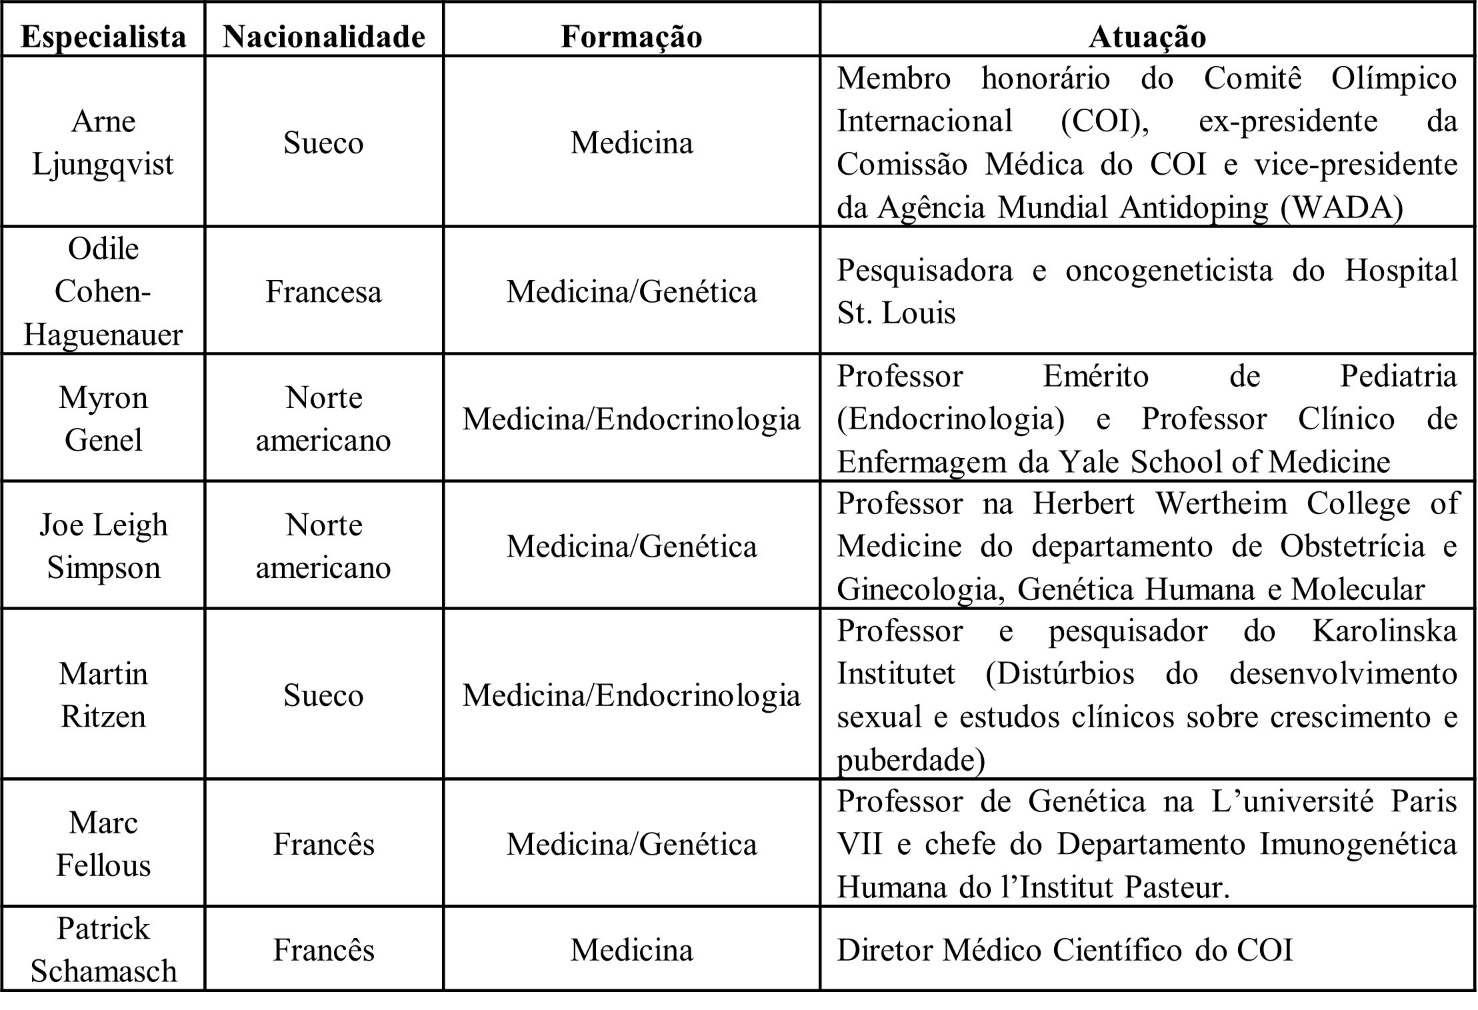 Especialista Nacionalidade Formação Atuação
Arne
Ljungqvist
Sueco
Medicina
Membro honorário do Comitê Olímpico
Internacional (COI), ex-presidente da
Comissão Médica do COI e vice-presidente
da Agência Mundial Antidoping (WADA)
Odile
Cohen-
Haguenauer
Francesa
Medicina/Genética
Pesquisadora e oncogeneticista do Hospital
St. Louis
Myron
Genel
Norte
americano
Medicina/Endocrinologia
Professor Emérito de Pediatria
(Endocrinologia) e Professor Clínico de
Enfermagem da Yale School of Medicine
Joe Leigh
Simpson
Norte
americano
Medicina/Genética
Professor na Herbert Wertheim College of
Medicine do departamento de Obstetrícia e
Ginecologia, Genética Humana e Molecular
Martin
Ritzen
Sueco
Medicina/Endocrinologia
Professor e pesquisador do Karolinska
Institutet (Distúrbios do desenvolvimento
sexual e estudos clínicos sobre crescimento e
puberdade)
Marc
Fellous
Francês
Medicina/Genética
Professor de Genética na L’université Paris
VII e chefe do Departamento Imunogenética
Humana do l’Institut Pasteur.
Patrick
Schamasch
Francês
Medicina
Diretor Médico Científico do COI